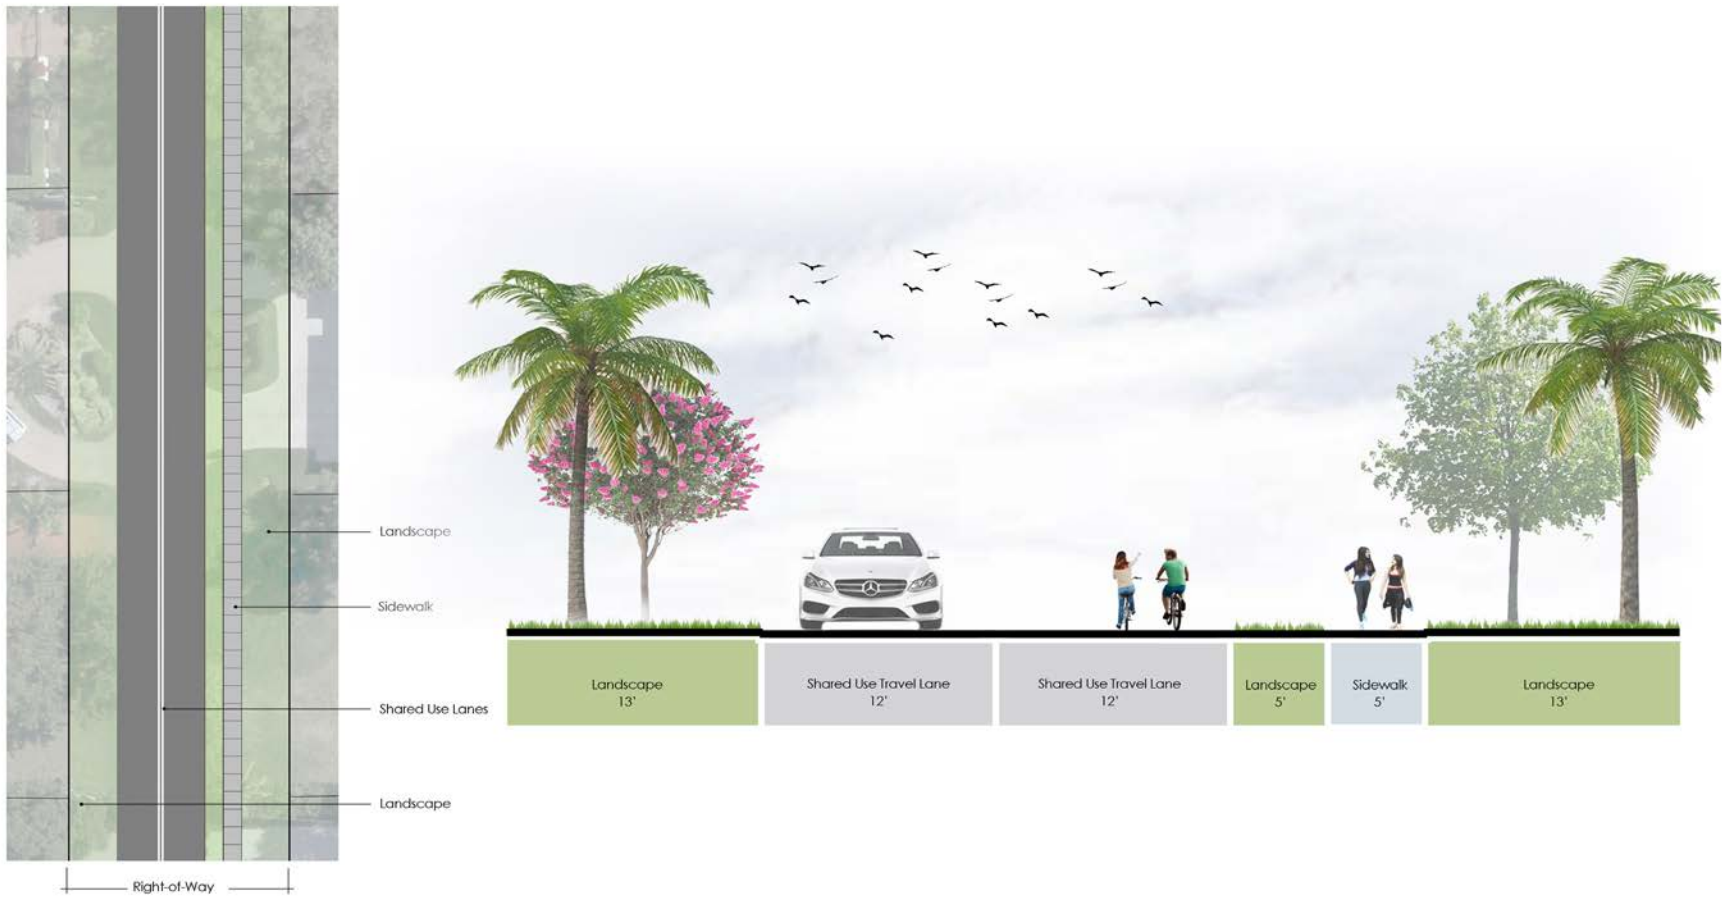 Landscape
Sidewalk
Shared Use Lanes
Landscape
Right-of-Way
Landscape
13'
Shared Use Travel Lane
12'
Shared Use Travel Lane
12'
Landscape
5'
Sidewalk
5'
Landscape
13'